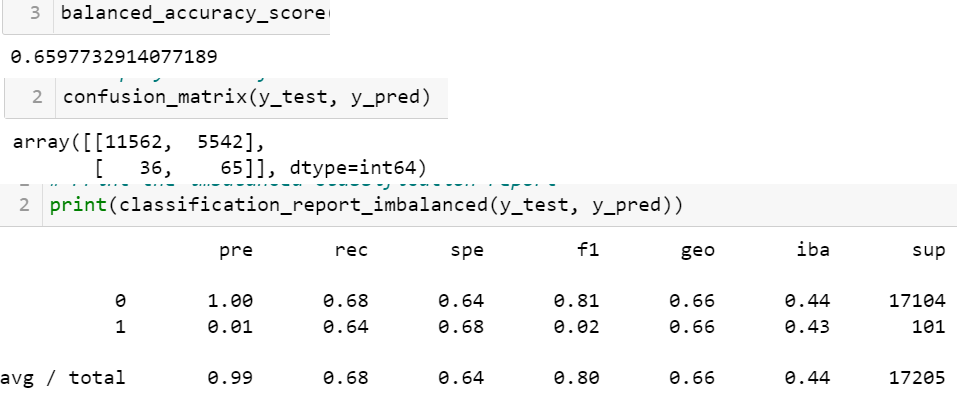 3 balanced_accuracy_score(
0.6597732914077189
2 confusion_matrix(y_test, y_pred)
array([[11562, 5542],
[ 36, 65]], dtype=int64)
2 print(classification_report_imbalanced(y_test, y_pred))
pre rec spe f1 geo iba sup
0 1.00 0.68 0.64 0.81 0.66 0.44 17104
1 0.01 0.64 0.68 0.02 0.66 0.43 101
avg / total 0.99 0.68 0.64 0.80 0.66 0.44 17205